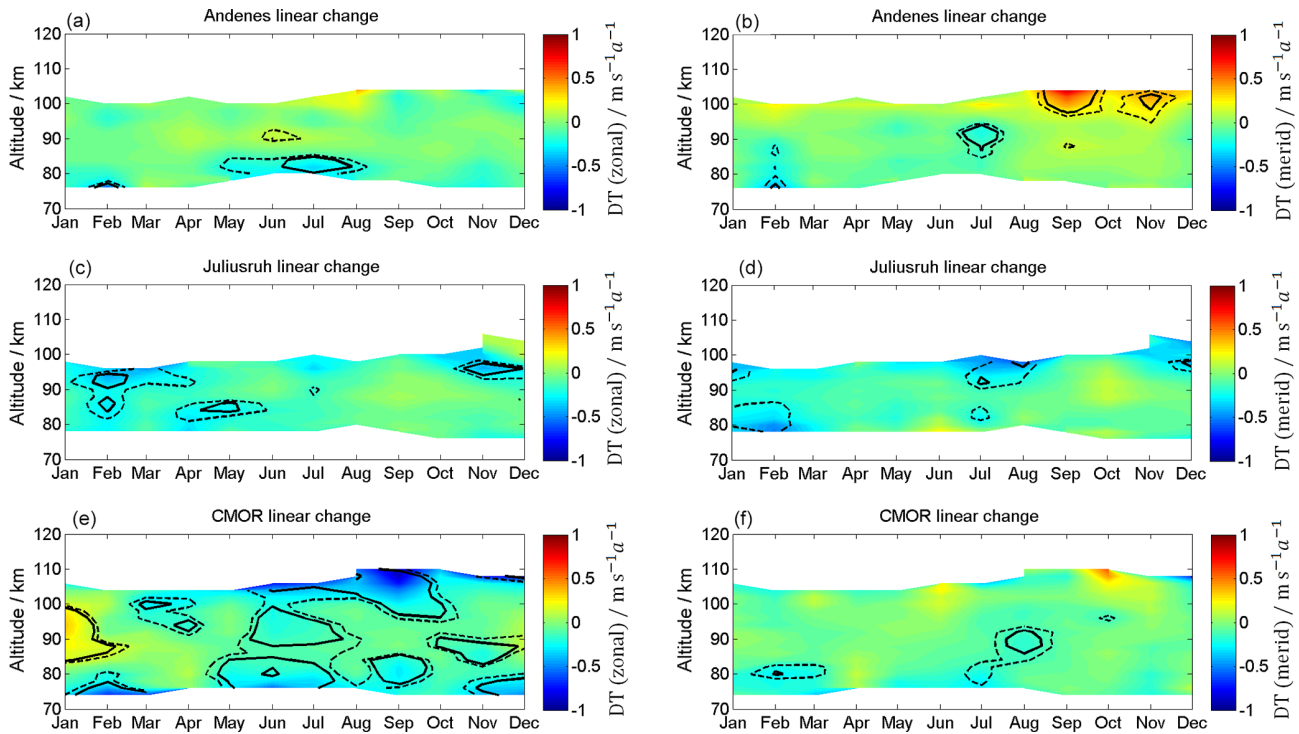 (a) Andenes linear change
120
110
100
90
80
70
Altitude / km
Jan Feb Mar Apr May Jun Jul Aug Sep Oct Nov Dec
1
0.5
0
-0.5
-1
DT (zonal) / m s⁻¹a⁻¹
(b) Andenes linear change
120
110
100
90
80
70
Altitude / km
Jan Feb Mar Apr May Jun Jul Aug Sep Oct Nov Dec
1
0.5
0
-0.5
-1
DT (merid) / m s⁻¹a⁻¹
(c) Juliusruh linear change
120
110
100
90
80
70
Altitude / km
Jan Feb Mar Apr May Jun Jul Aug Sep Oct Nov Dec
1
0.5
0
-0.5
-1
DT (zonal) / m s⁻¹a⁻¹
(d) Juliusruh linear change
120
110
100
90
80
70
Altitude / km
Jan Feb Mar Apr May Jun Jul Aug Sep Oct Nov Dec
1
0.5
0
-0.5
-1
DT (merid) / m s⁻¹a⁻¹
(e) CMOR linear change
120
110
100
90
80
70
Altitude / km
Jan Feb Mar Apr May Jun Jul Aug Sep Oct Nov Dec
1
0.5
0
-0.5
-1
DT (zonal) / m s⁻¹a⁻¹
(f) CMOR linear change
120
110
100
90
80
70
Altitude / km
Jan Feb Mar Apr May Jun Jul Aug Sep Oct Nov Dec
1
0.5
0
-0.5
-1
DT (merid) / m s⁻¹a⁻¹